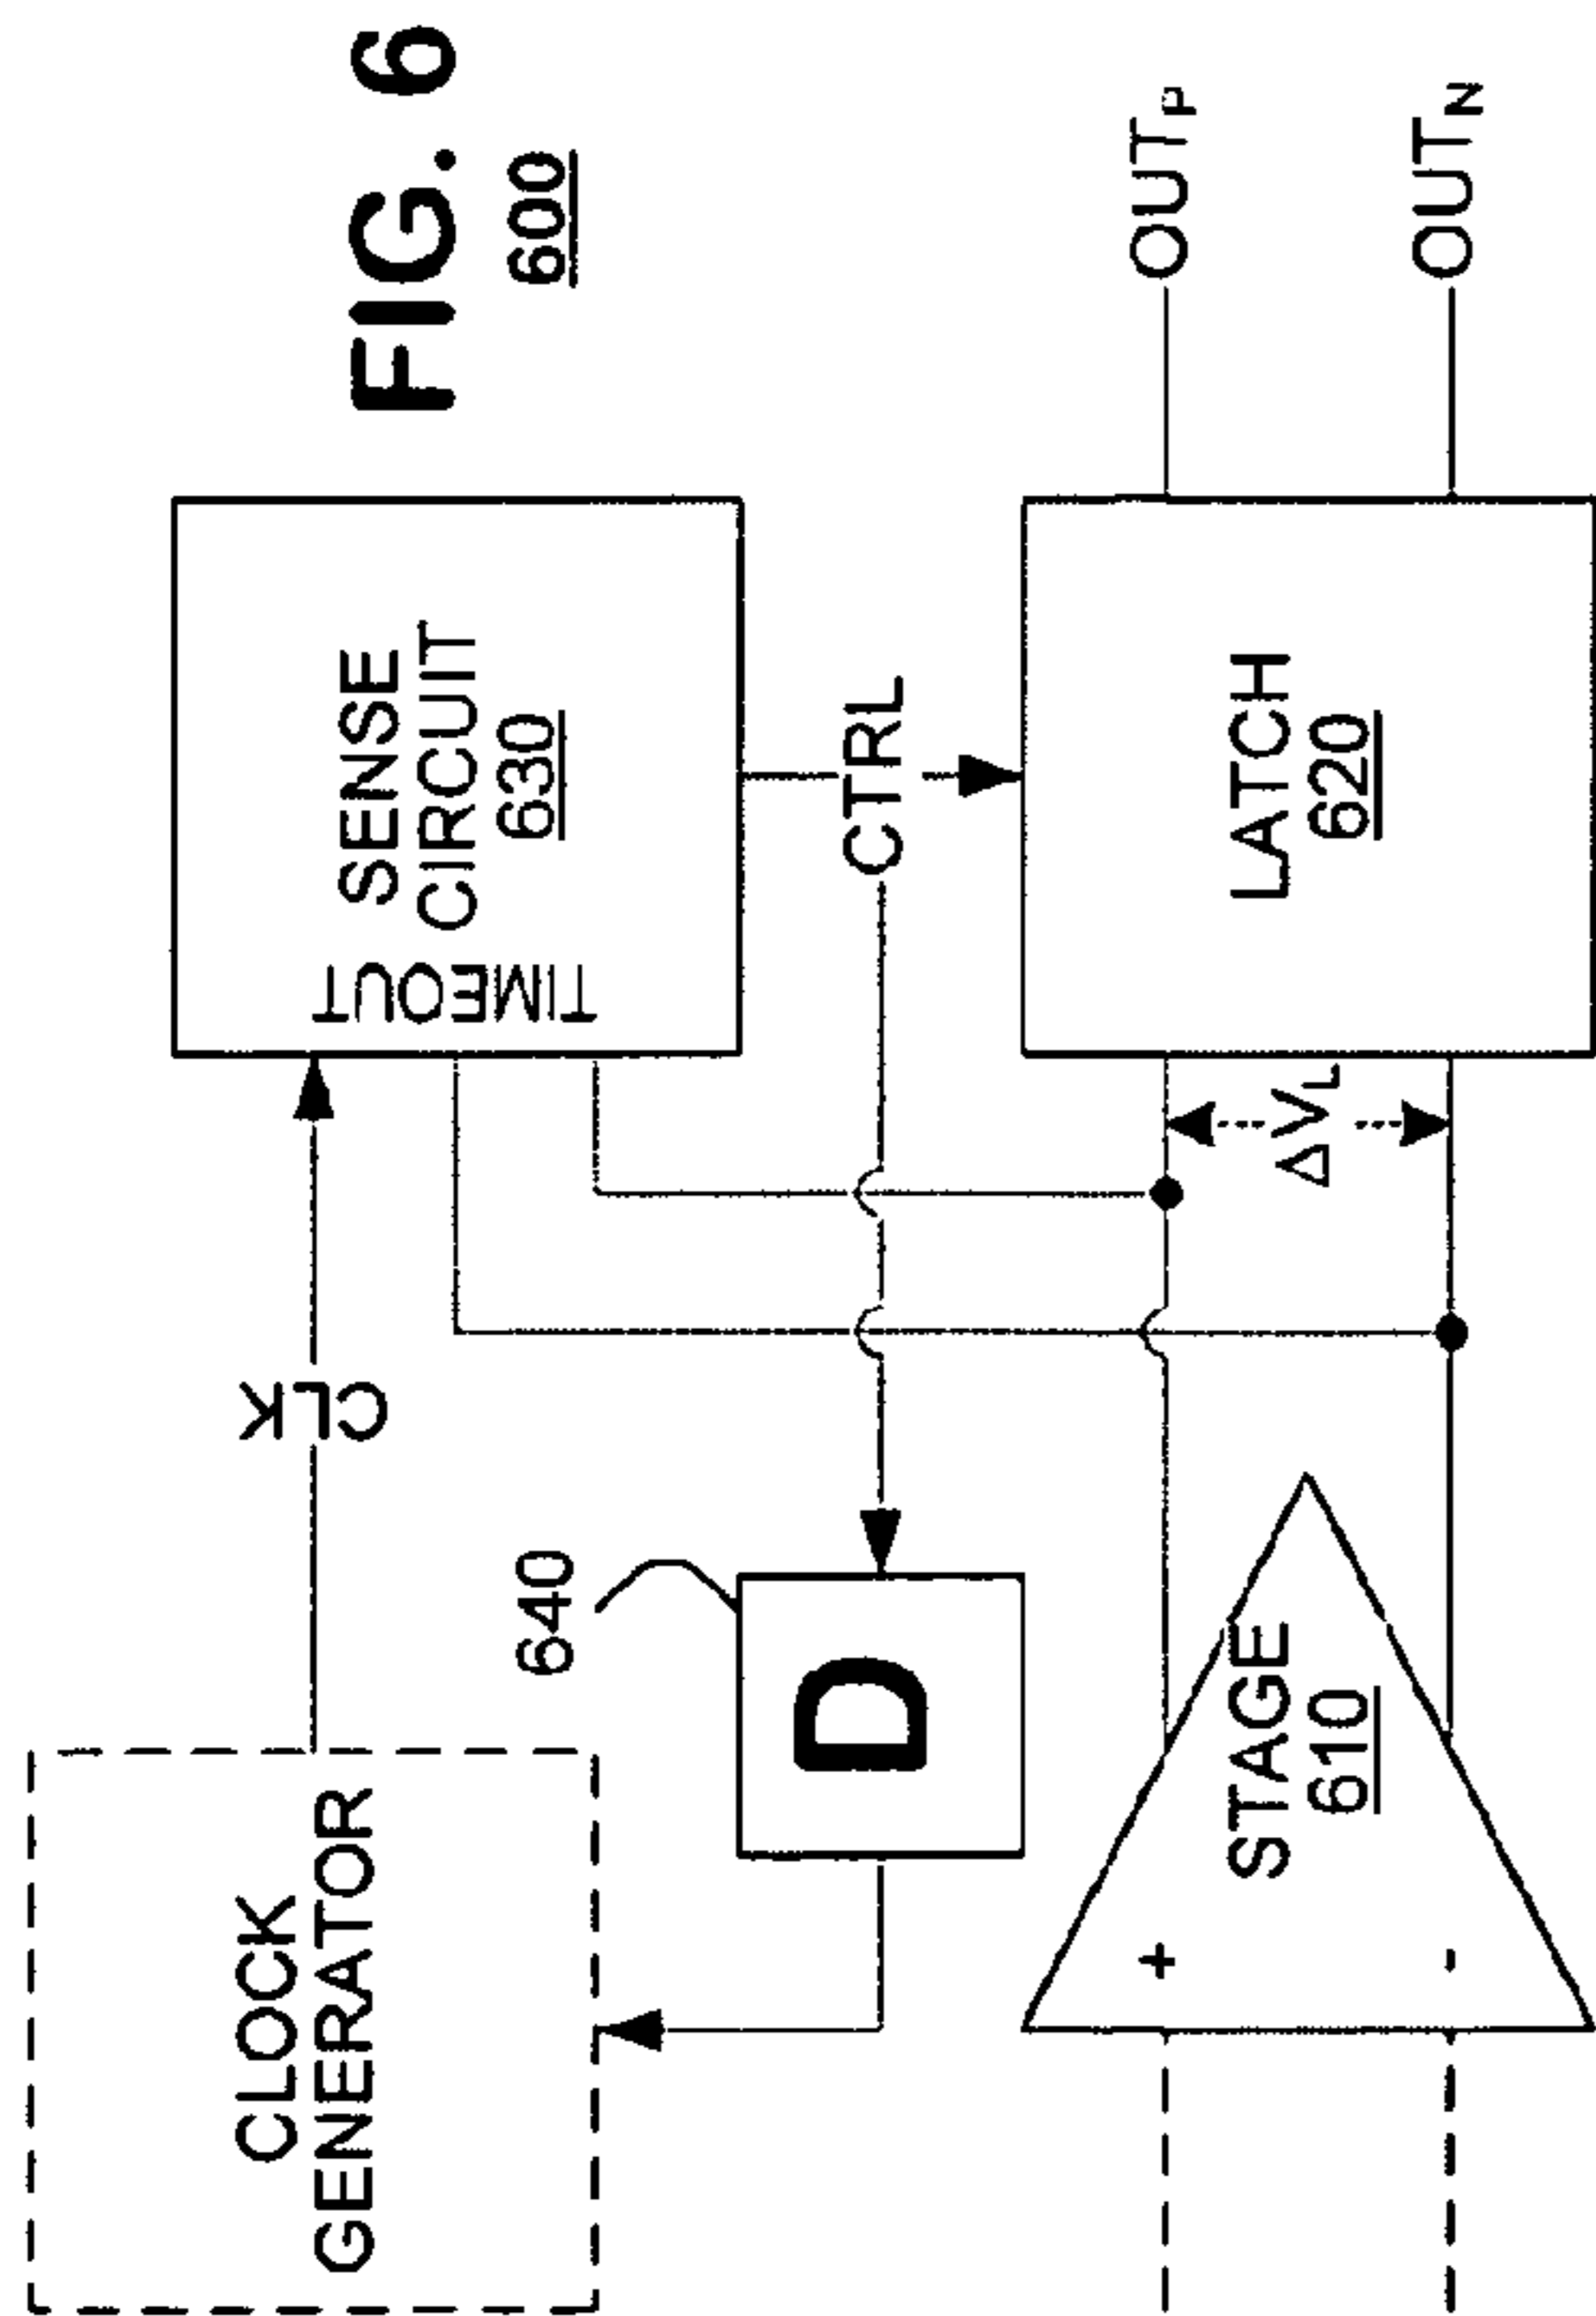 FIG. 6
600
CLOCK
GENERATOR
CLK
TIMEOUT
SENSE
CIRCUIT
630
640
D
CTRL
+
-
STAGE
610
ΔVL
LATCH
620
OUTP
OUTN